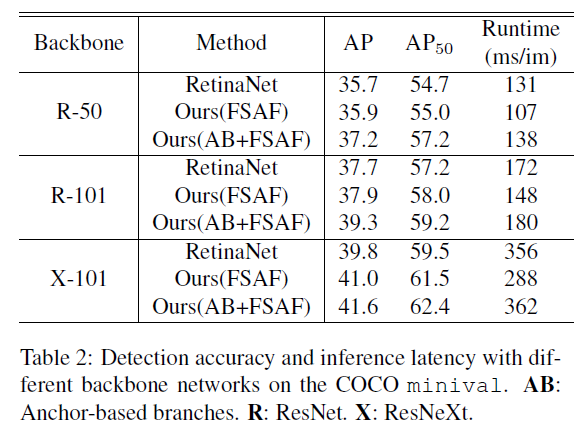 Backbone Method AP AP50 Runtime (ms/im)
R-50 RetinaNet 35.7 54.7 131
Ours(FSAF) 35.9 55.0 107
Ours(AB+FSAF) 37.2 57.2 138
R-101 RetinaNet 37.7 57.2 172
Ours(FSAF) 37.9 58.0 148
Ours(AB+FSAF) 39.3 59.2 180
X-101 RetinaNet 39.8 59.5 356
Ours(FSAF) 41.0 61.5 288
Ours(AB+FSAF) 41.6 62.4 362
Table 2: Detection accuracy and inference latency with dif-
ferent backbone networks on the COCO minival. AB:
Anchor-based branches. R: ResNet. X: ResNeXt.